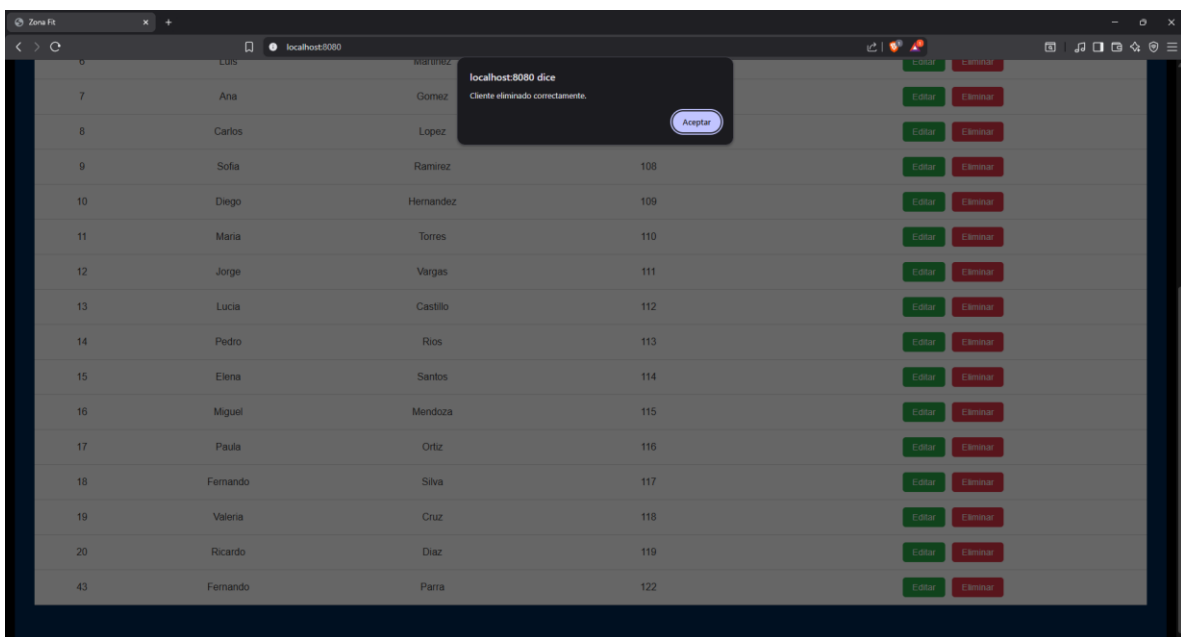 Zona Fit
localhost:8080
6 Luis Martinez Editar Eliminar
localhost:8080 dice
Cliente eliminado correctamente.
Aceptar
7 Ana Gomez Editar Eliminar
8 Carlos Lopez Editar Eliminar
9 Sofia Ramirez 108 Editar Eliminar
10 Diego Hernandez 109 Editar Eliminar
11 Maria Torres 110 Editar Eliminar
12 Jorge Vargas 111 Editar Eliminar
13 Lucia Castillo 112 Editar Eliminar
14 Pedro Rios 113 Editar Eliminar
15 Elena Santos 114 Editar Eliminar
16 Miguel Mendoza 115 Editar Eliminar
17 Paula Ortiz 116 Editar Eliminar
18 Fernando Silva 117 Editar Eliminar
19 Valeria Cruz 118 Editar Eliminar
20 Ricardo Diaz 119 Editar Eliminar
43 Fernando Parra 122 Editar Eliminar